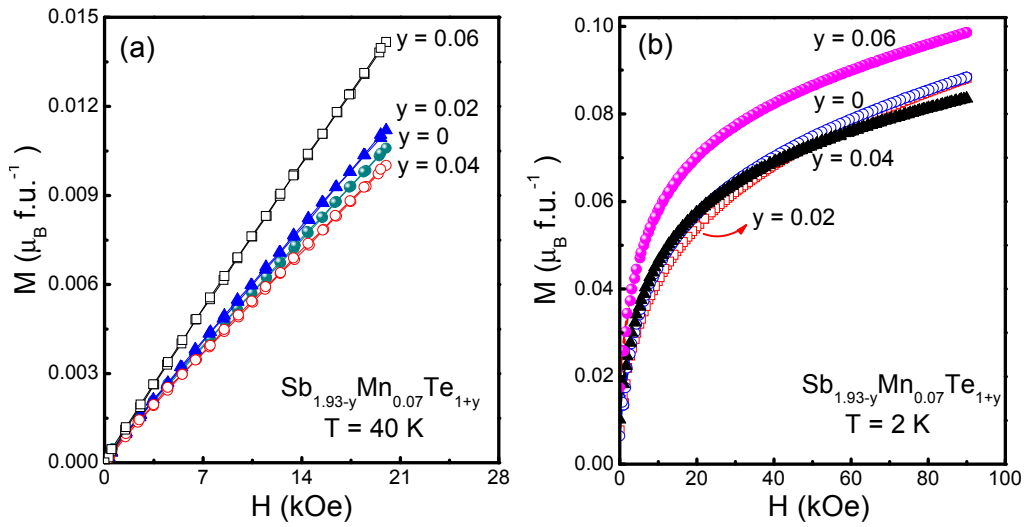 (a)
y = 0.06
y = 0.02
y = 0
y = 0.04
0.015
0.012
0.009
0.006
0.003
0.000
M (μB f.u.-1)
Sb1.93-yMn0.07Te1+y
T = 40 K
0 7 14 21 28
H (kOe)
(b)
y = 0.06
y = 0
y = 0.04
y = 0.02
0.10
0.08
0.06
0.04
0.02
0.00
M (μB f.u.-1)
Sb1.93-yMn0.07Te1+y
T = 2 K
0 20 40 60 80 100
H (kOe)